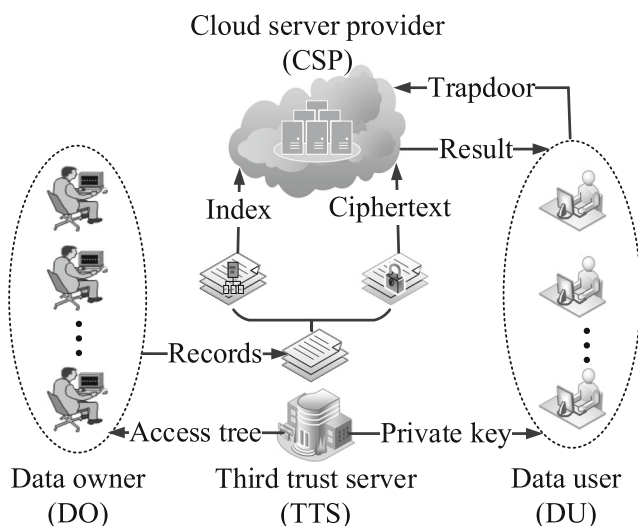 Cloud server provider
(CSP)
Trapdoor
Result
Index
Ciphertext
Records
Access tree
Private key
Data owner
(DO)
Third trust server
(TTS)
Data user
(DU)